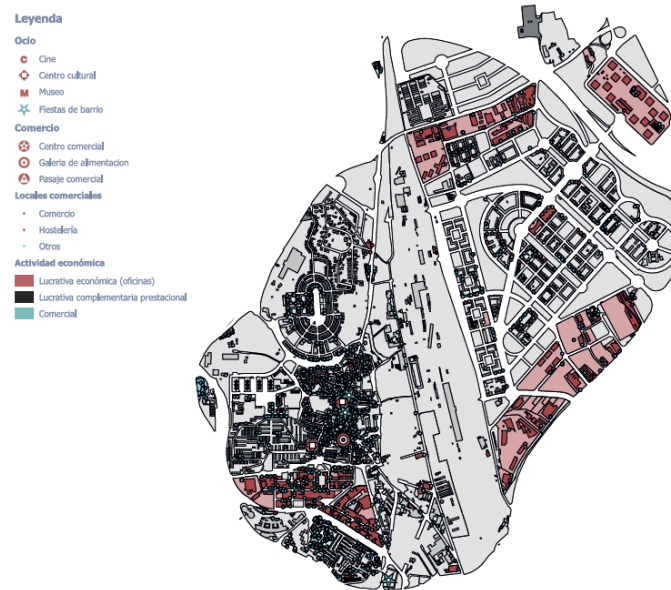 Leyenda
Ocio
C Cine
Centro cultural
M Museo
Fiestas de barrio
Comercio
Centro comercial
Galeria de alimentacion
Pasaje comercial
Locales comerciales
Comercio
Hostelería
Otros
Actividad económica
Lucrativa económica (oficinas)
Lucrativa complementaria prestacional
Comercial